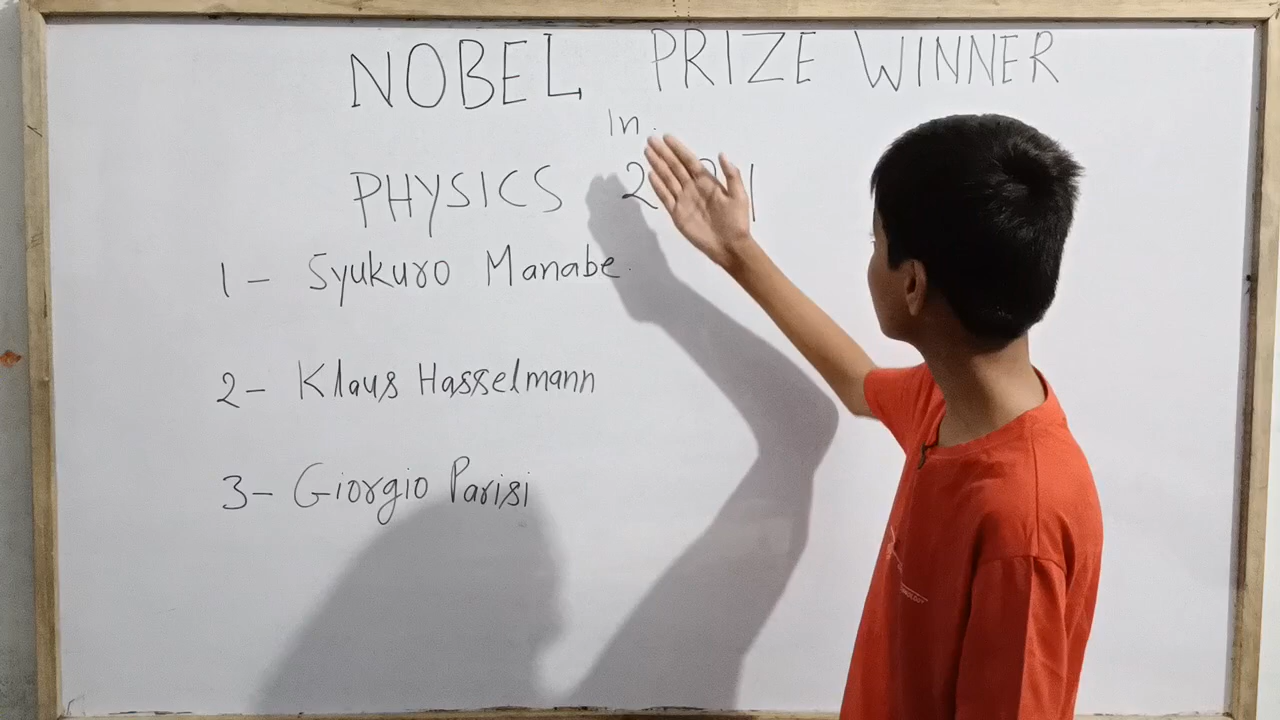 NOBEL PRIZE WINNER
In
PHYSICS
1- Syukuro Manabe
2- Klaus Hasselmann
3- Giorgio Parisi